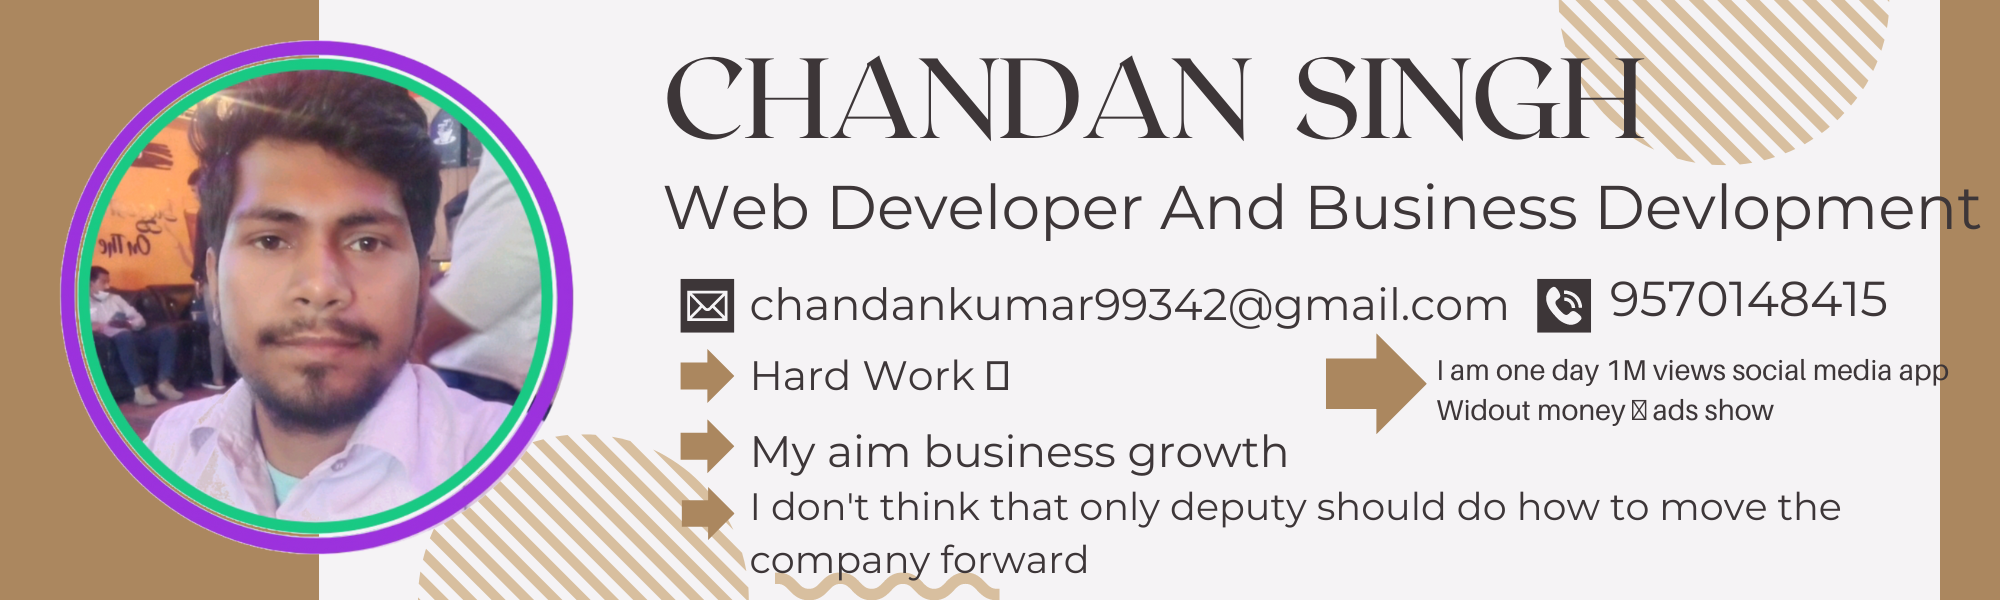 CHANDAN SINGH
Web Developer And Business Devlopment
chandankumar99342@gmail.com
9570148415
Hard Work
I am one day 1M views social media app
Widout money ads show
My aim business growth
I don't think that only deputy should do how to move the
company forward
On The